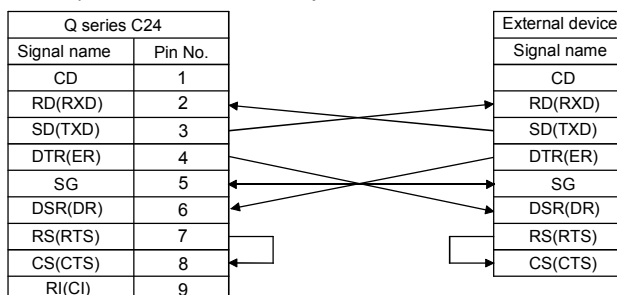 Q series C24 External device
Signal name Pin No. Signal name
CD 1 CD
RD(RXD) 2 RD(RXD)
SD(TXD) 3 SD(TXD)
DTR(ER) 4 DTR(ER)
SG 5 SG
DSR(DR) 6 DSR(DR)
RS(RTS) 7 RS(RTS)
CS(CTS) 8 CS(CTS)
RI(CI) 9